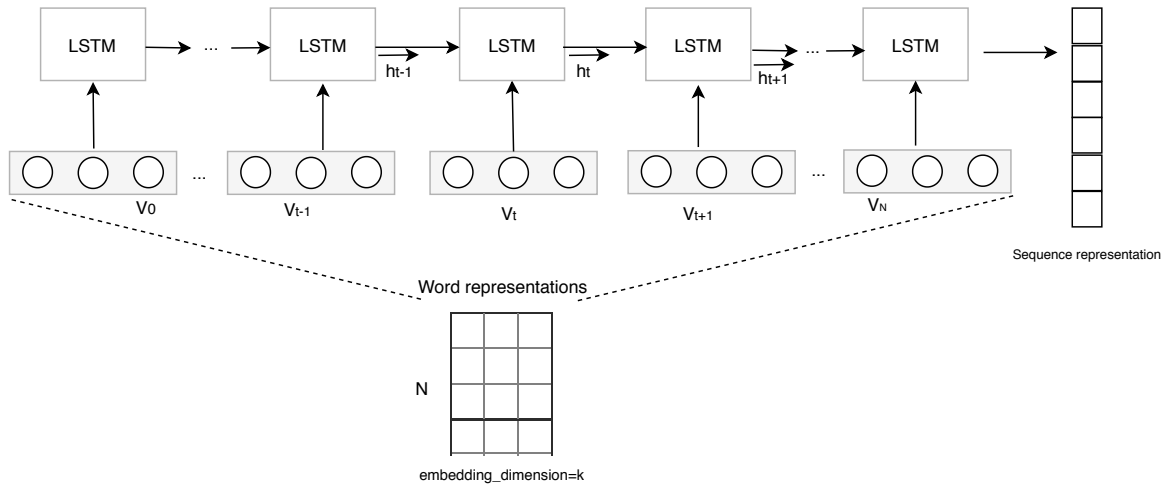 LSTM ... LSTM LSTM LSTM ... LSTM
ht-1 ht ht+1
... ...
V0 Vt-1 Vt Vt+1 VN
Sequence representation
Word representations
N
embedding_dimension=k